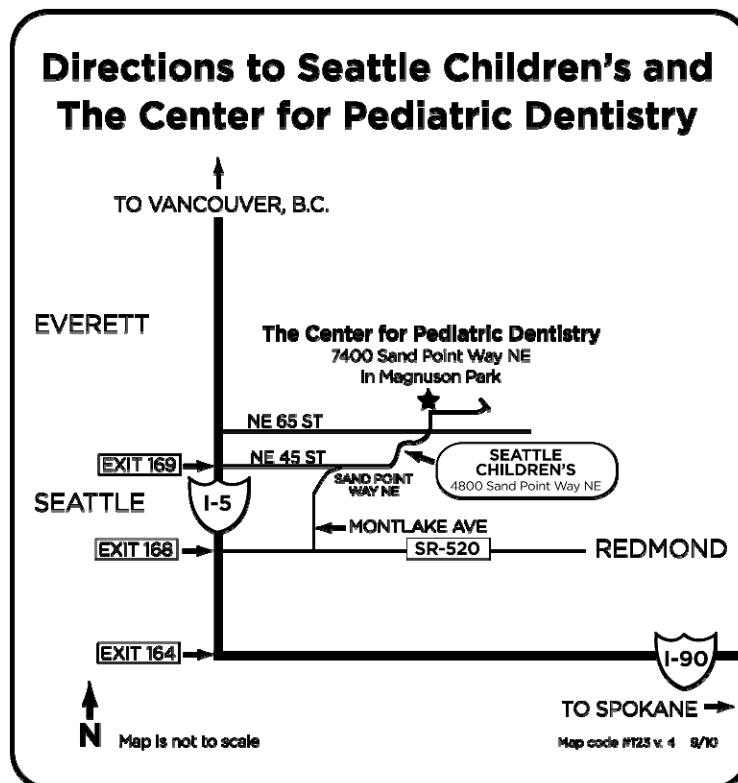 Directions to Seattle Children's and
The Center for Pediatric Dentistry
TO VANCOUVER, B.C.
EVERETT
The Center for Pediatric Dentistry
7400 Sand Point Way NE
in Magnuson Park
NE 65 ST
EXIT 169
NE 45 ST
SEATTLE
CHILDREN'S
4800 Sand Point Way NE
SAND POINT
WAY NE
SEATTLE
I-5
MONTLAKE AVE
EXIT 168
SR-520
REDMOND
EXIT 164
I-90
TO SPOKANE
N
Map is not to scale
Map code #123 v. 4 9/10